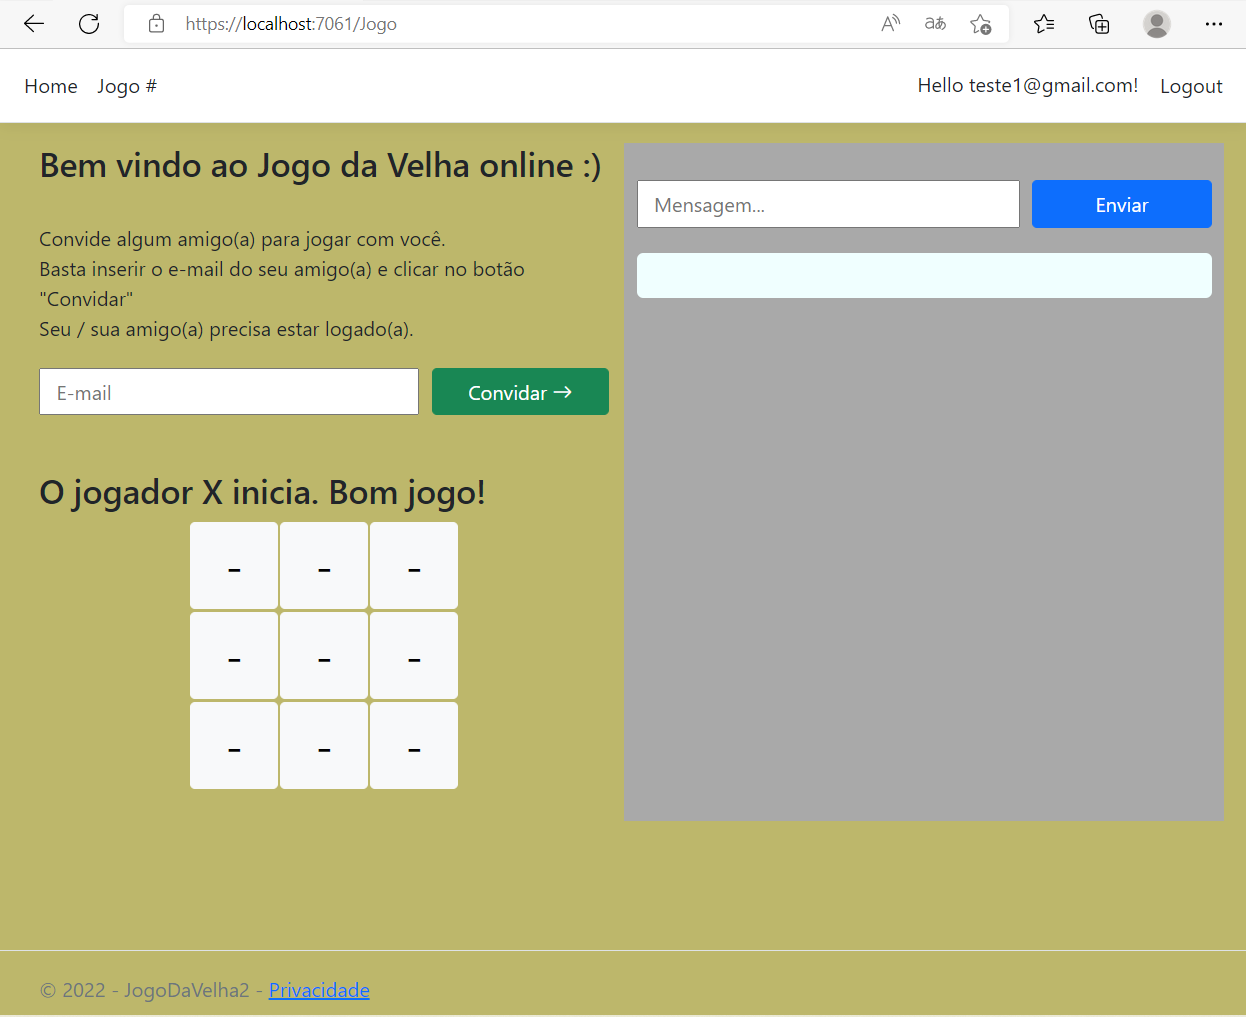 https://localhost:7061/Jogo
Home Jogo # Hello teste1@gmail.com! Logout
Bem vindo ao Jogo da Velha online :)
Convide algum amigo(a) para jogar com você.
Basta inserir o e-mail do seu amigo(a) e clicar no botão
"Convidar"
Seu / sua amigo(a) precisa estar logado(a).
E-mail Convidar →
O jogador X inicia. Bom jogo!
- - -
- - -
- - -
Mensagem... Enviar
© 2022 - JogoDaVelha2 - Privacidade